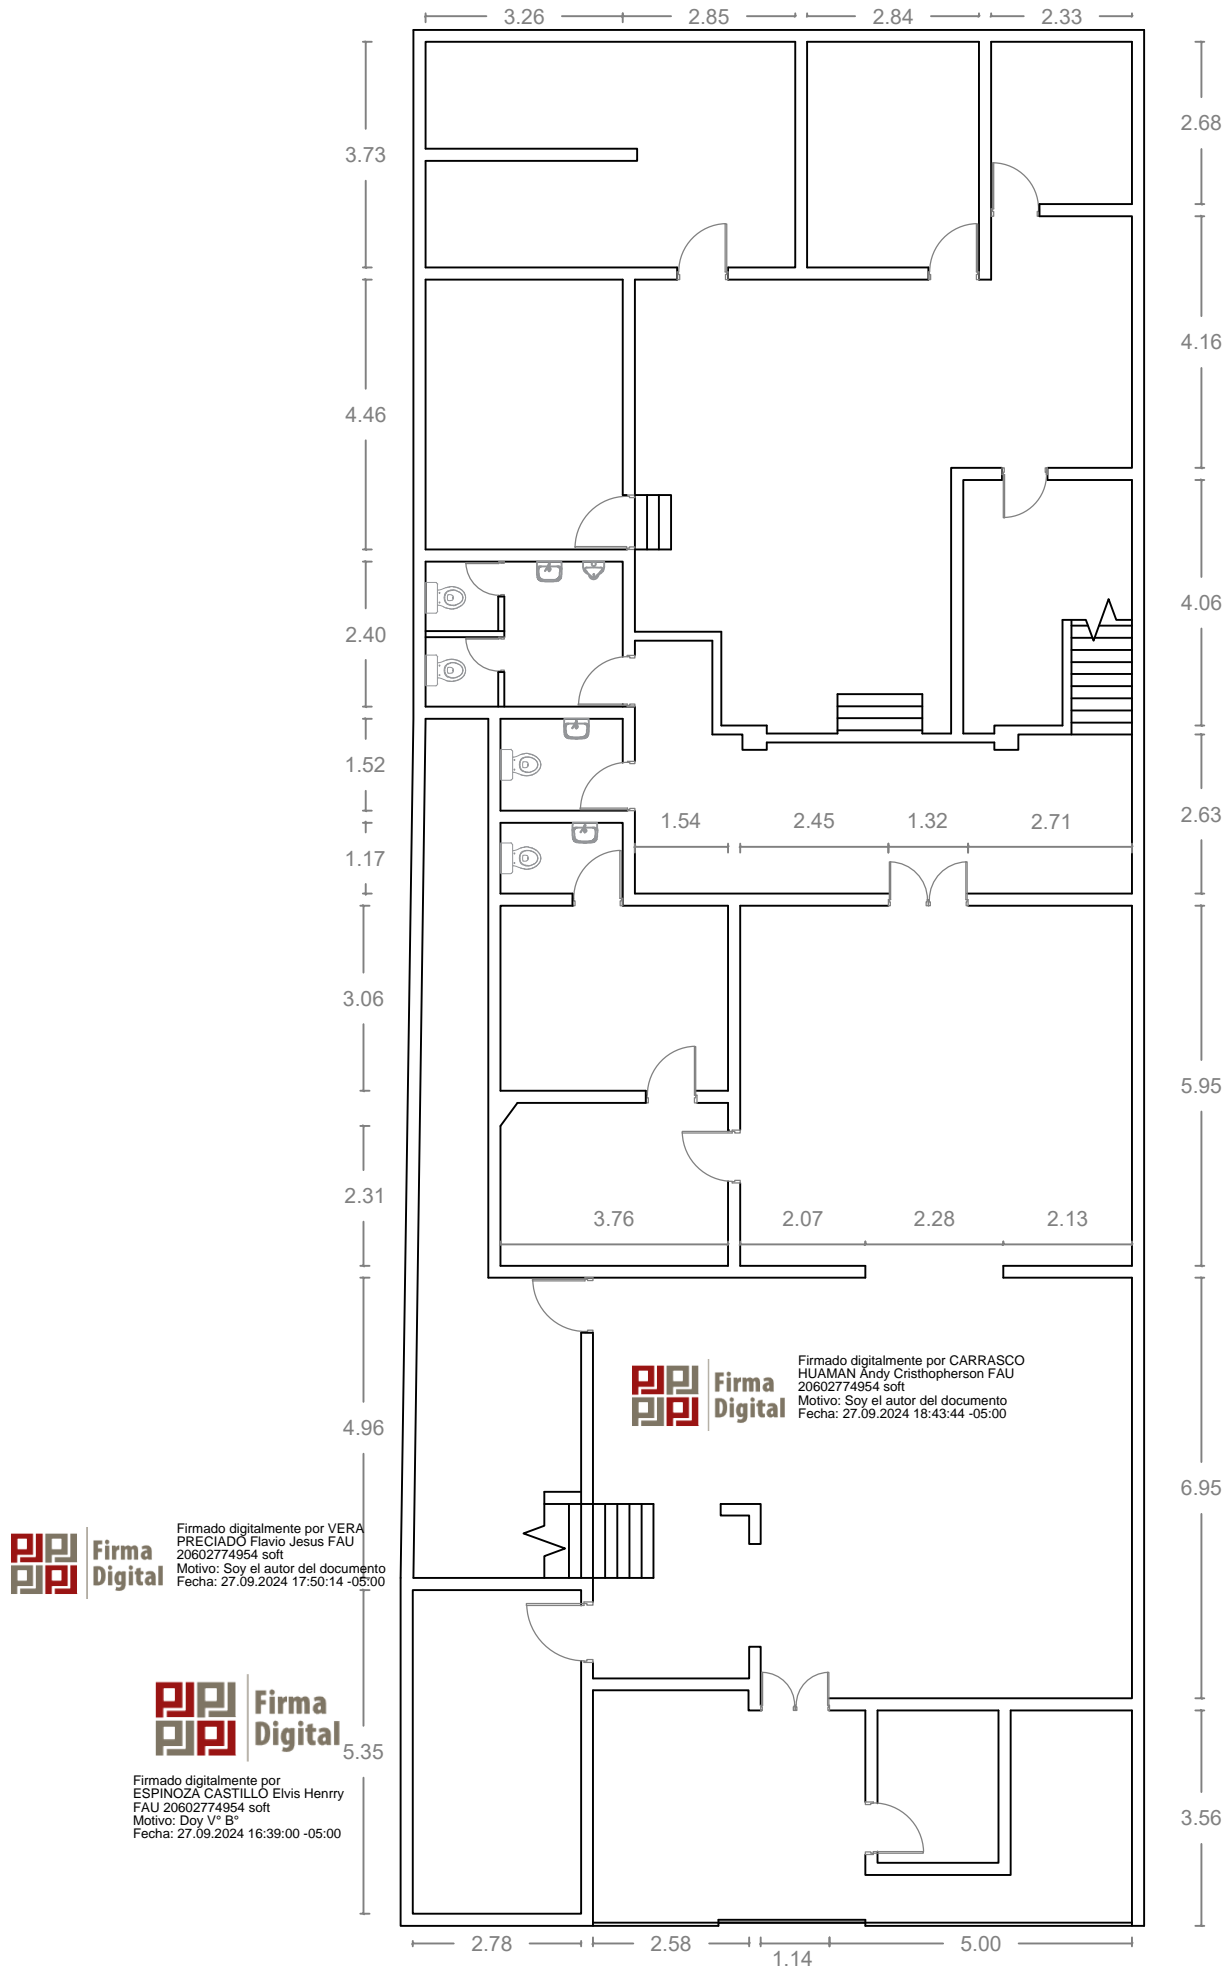 3.26 2.85 2.84 2.33
2.68
3.73
4.16
4.46
4.06
2.40
1.52
2.63
1.54 2.45 1.32 2.71
1.17
3.06
5.95
2.31
3.76 2.07 2.28 2.13
Firma
Digital
Firmado digitalmente por CARRASCO
HUAMAN Andy Cristhopherson FAU
20602774954 soft
Motivo: Soy el autor del documento
Fecha: 27.09.2024 18:43:44 -05:00
4.96
6.95
Firma
Digital
Firmado digitalmente por VERA
PRECIADO Flavio Jesus FAU
20602774954 soft
Motivo: Soy el autor del documento
Fecha: 27.09.2024 17:50:14 -05:00
Firma
Digital
5.35
Firmado digitalmente por
ESPINOZA CASTILLO Elvis Henrry
FAU 20602774954 soft
Motivo: Doy V° B°
Fecha: 27.09.2024 16:39:00 -05:00
3.56
2.78 2.58 1.14 5.00